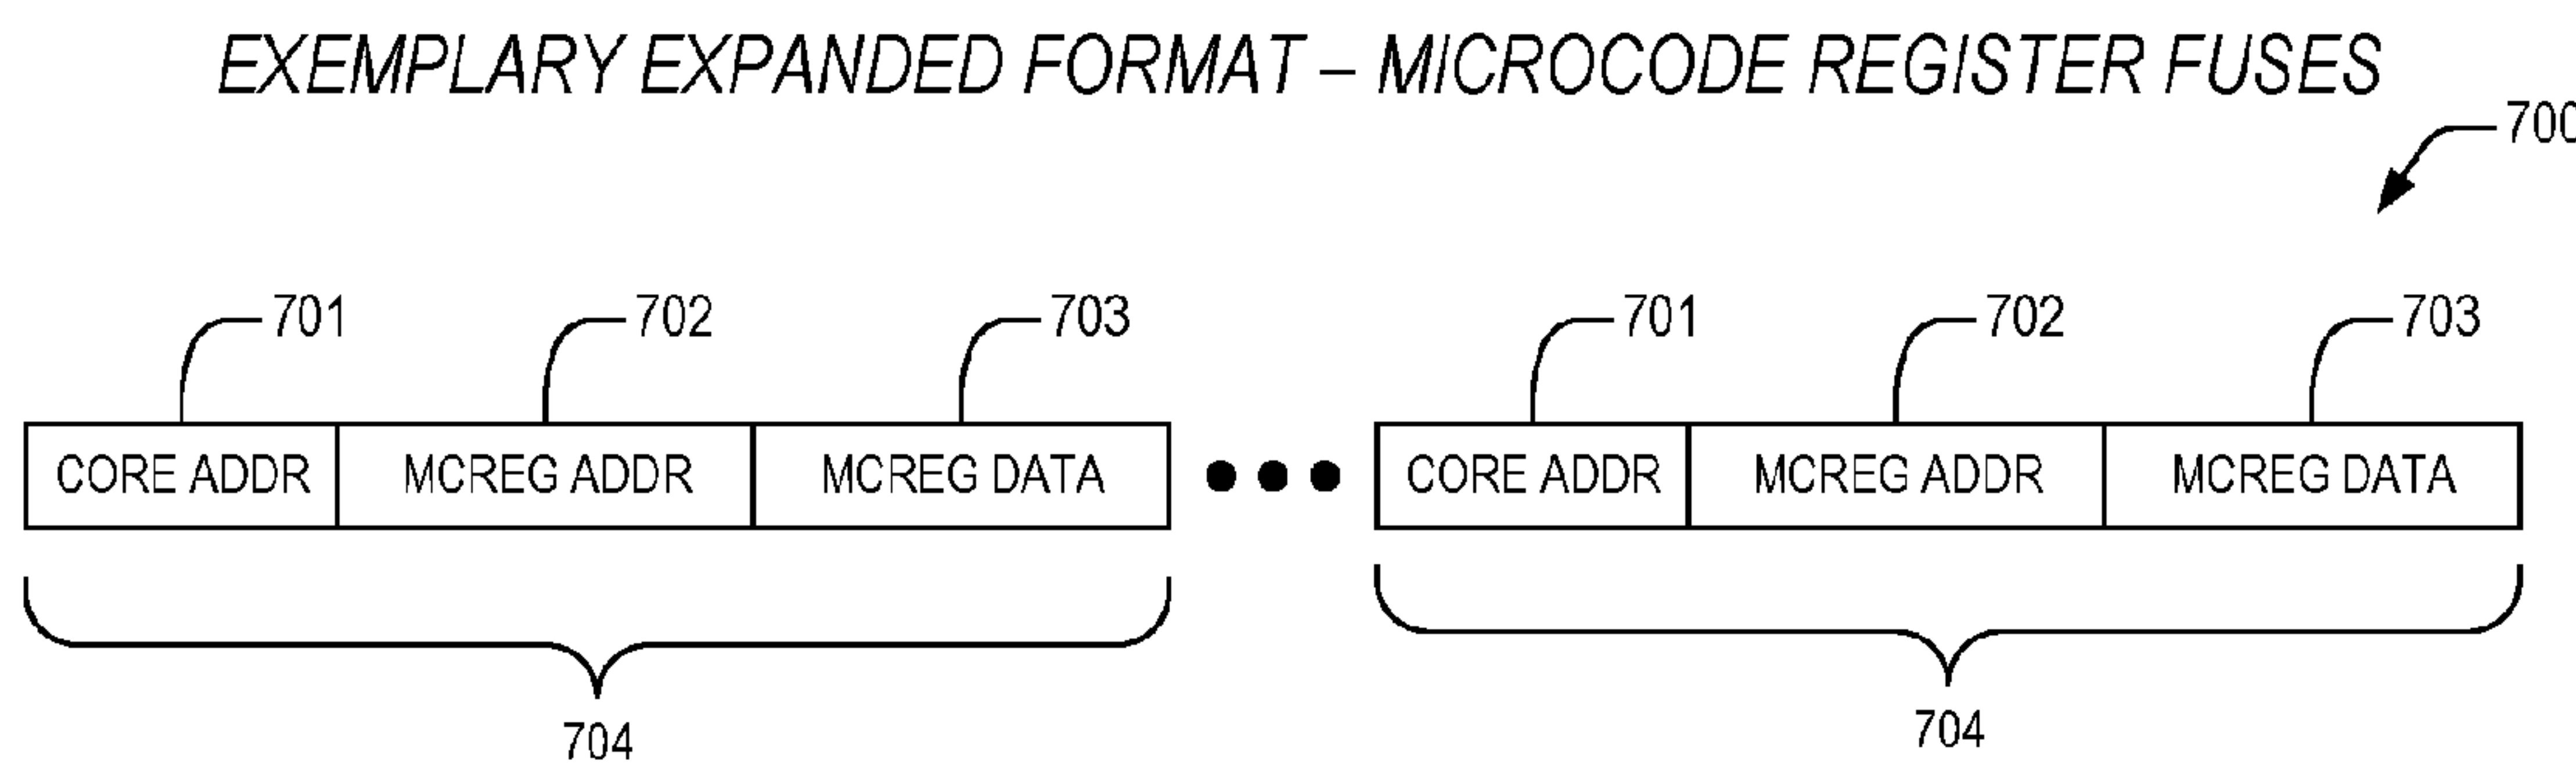 EXEMPLARY EXPANDED FORMAT – MICROCODE REGISTER FUSES
700
701 702 703 701 702 703
CORE ADDR MCREG ADDR MCREG DATA CORE ADDR MCREG ADDR MCREG DATA
704 704